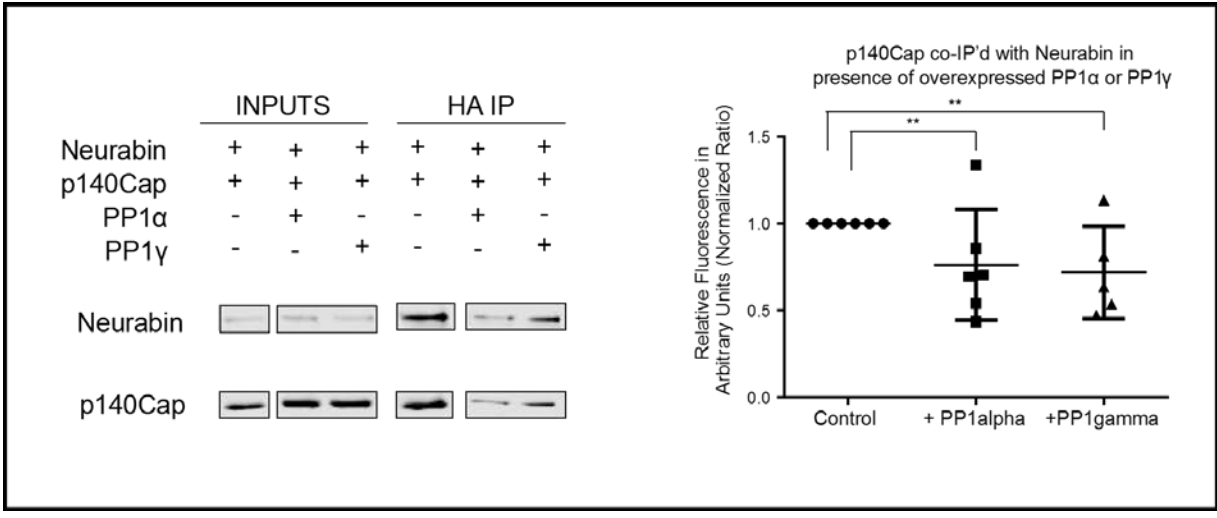 INPUTS HA IP
Neurabin + + + + + +
p140Cap + + + + + +
PP1α - + - - + -
PP1γ - - + - - +
Neurabin
p140Cap
p140Cap co-IP’d with Neurabin in
presence of overexpressed PP1α or PP1γ
**
**
Relative Fluorescence in
Arbitrary Units (Normalized Ratio)
1.5
1.0
0.5
0.0
Control + PP1alpha +PP1gamma